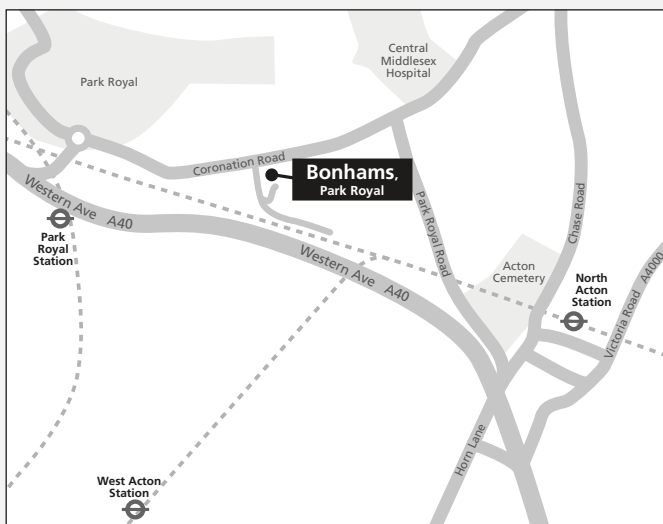 Central
Middlesex
Hospital
Park Royal
Coronation Road
Bonhams,
Park Royal
Western Ave A40
Park
Royal
Station
Park Royal Road
Chase Road
Western Ave A40
Acton
Cemetery
North
Acton
Station
Victoria Road A4000
Horn Lane
West Acton
Station